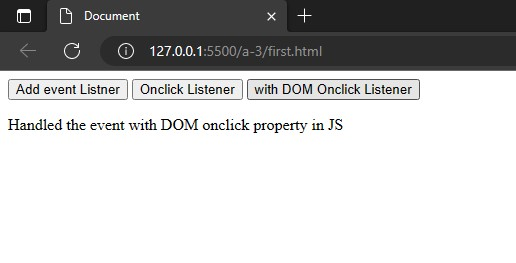 Document
127.0.0.1:5500/a-3/first.html
Add event Listner Onclick Listener with DOM Onclick Listener
Handled the event with DOM onclick property in JS